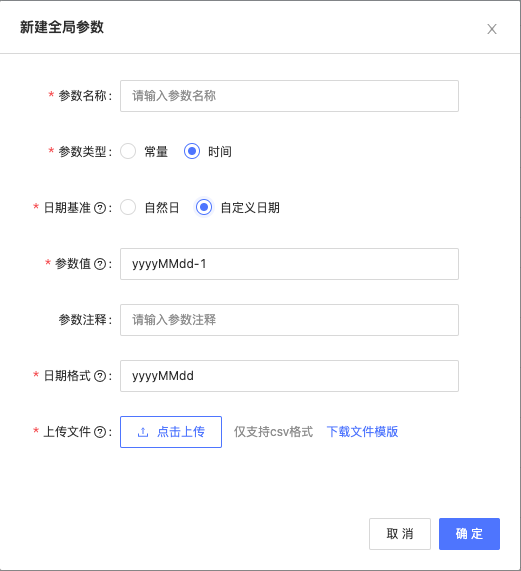 新建全局参数
* 参数名称: 请输入参数名称
* 参数类型: 常量 时间
* 日期基准?: 自然日 自定义日期
* 参数值?: yyyyMMdd-1
参数注释: 请输入参数注释
* 日期格式?: yyyyMMdd
* 上传文件?: 点击上传 仅支持csv格式 下载文件模版
取 消 确 定